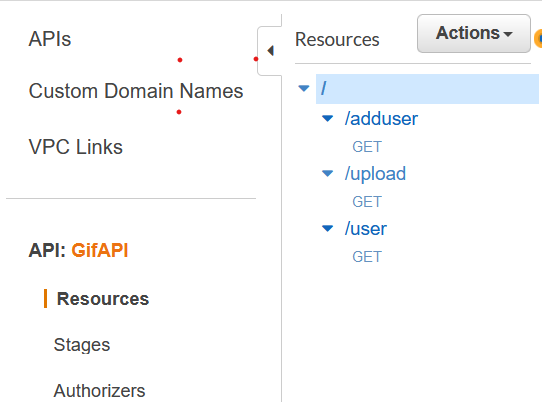 APIs
Custom Domain Names
VPC Links
API: GifAPI
Resources
Stages
Authorizers
Resources
Actions
/
/adduser
GET
/upload
GET
/user
GET